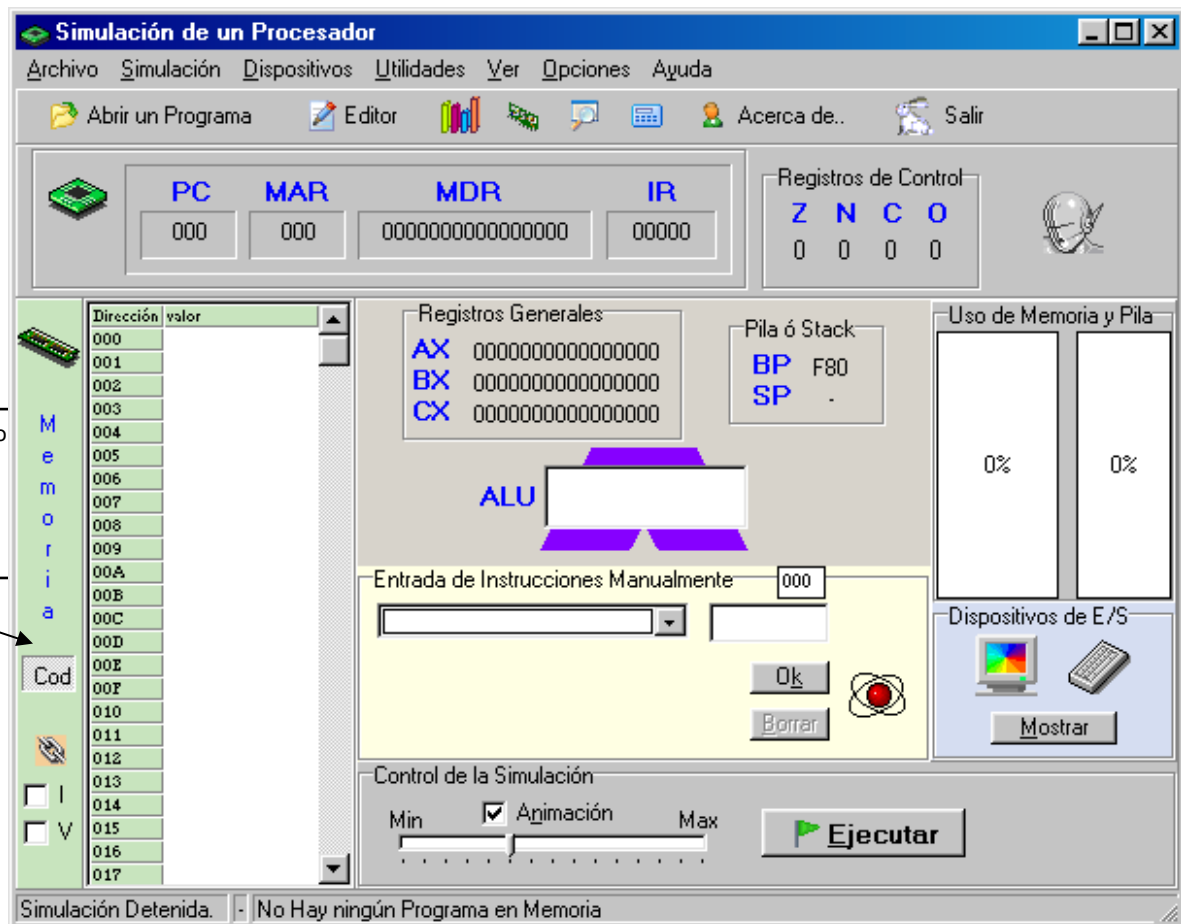 Simulación de un Procesador
Archivo Simulación Dispositivos Utilidades Ver Opciones Ayuda
Abrir un Programa Editor Acerca de.. Salir
PC MAR MDR IR
000 000 0000000000000000 00000
Registros de Control
Z N C O
0 0 0 0
Memoria
Cod
I
V
Dirección valor
000
001
002
003
004
005
006
007
008
009
00A
00B
00C
00D
00E
00F
010
011
012
013
014
015
016
017
Registros Generales
AX 0000000000000000
BX 0000000000000000
CX 0000000000000000
Pila ó Stack
BP F80
SP -
ALU
Uso de Memoria y Pila
0% 0%
Entrada de Instrucciones Manualmente 000
Ok
Borrar
Dispositivos de E/S
Mostrar
Control de la Simulación
Min Animación Max
Ejecutar
Simulación Detenida. - No Hay ningún Programa en Memoria